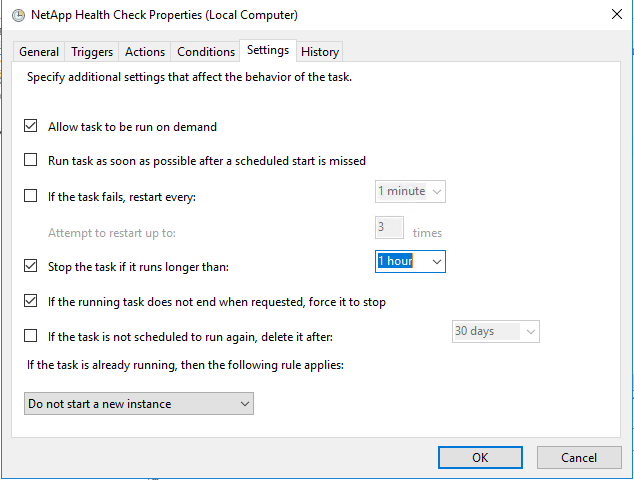 NetApp Health Check Properties (Local Computer)
General Triggers Actions Conditions Settings History
Specify additional settings that affect the behavior of the task.
Allow task to be run on demand
Run task as soon as possible after a scheduled start is missed
If the task fails, restart every: 1 minute
Attempt to restart up to: 3 times
Stop the task if it runs longer than: 1 hour
If the running task does not end when requested, force it to stop
If the task is not scheduled to run again, delete it after: 30 days
If the task is already running, then the following rule applies:
Do not start a new instance
OK Cancel